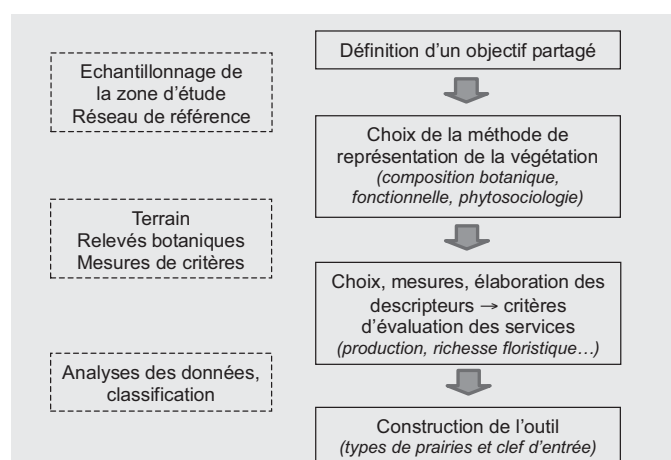 Echantillonnage de
la zone d'étude
Réseau de référence
Terrain
Relevés botaniques
Mesures de critères
Analyses des données,
classification
Définition d'un objectif partagé
Choix de la méthode de
représentation de la végétation
(composition botanique,
fonctionnelle, phytosociologie)
Choix, mesures, élaboration des
descripteurs → critères
d'évaluation des services
(production, richesse floristique…)
Construction de l'outil
(types de prairies et clef d'entrée)